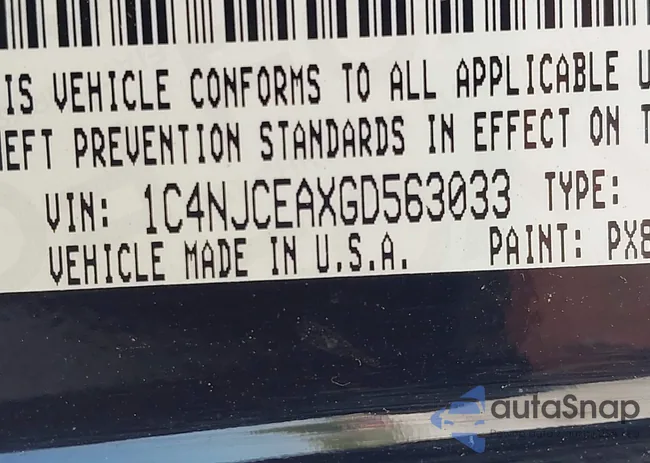 IS VEHICLE CONFORMS TO ALL APPLICABLE U
EFT PREVENTION STANDARDS IN EFFECT ON T
VIN: 1C4NJCEAXGD563033 TYPE:
VEHICLE MADE IN U.S.A. PAINT: PX8
autaSnap